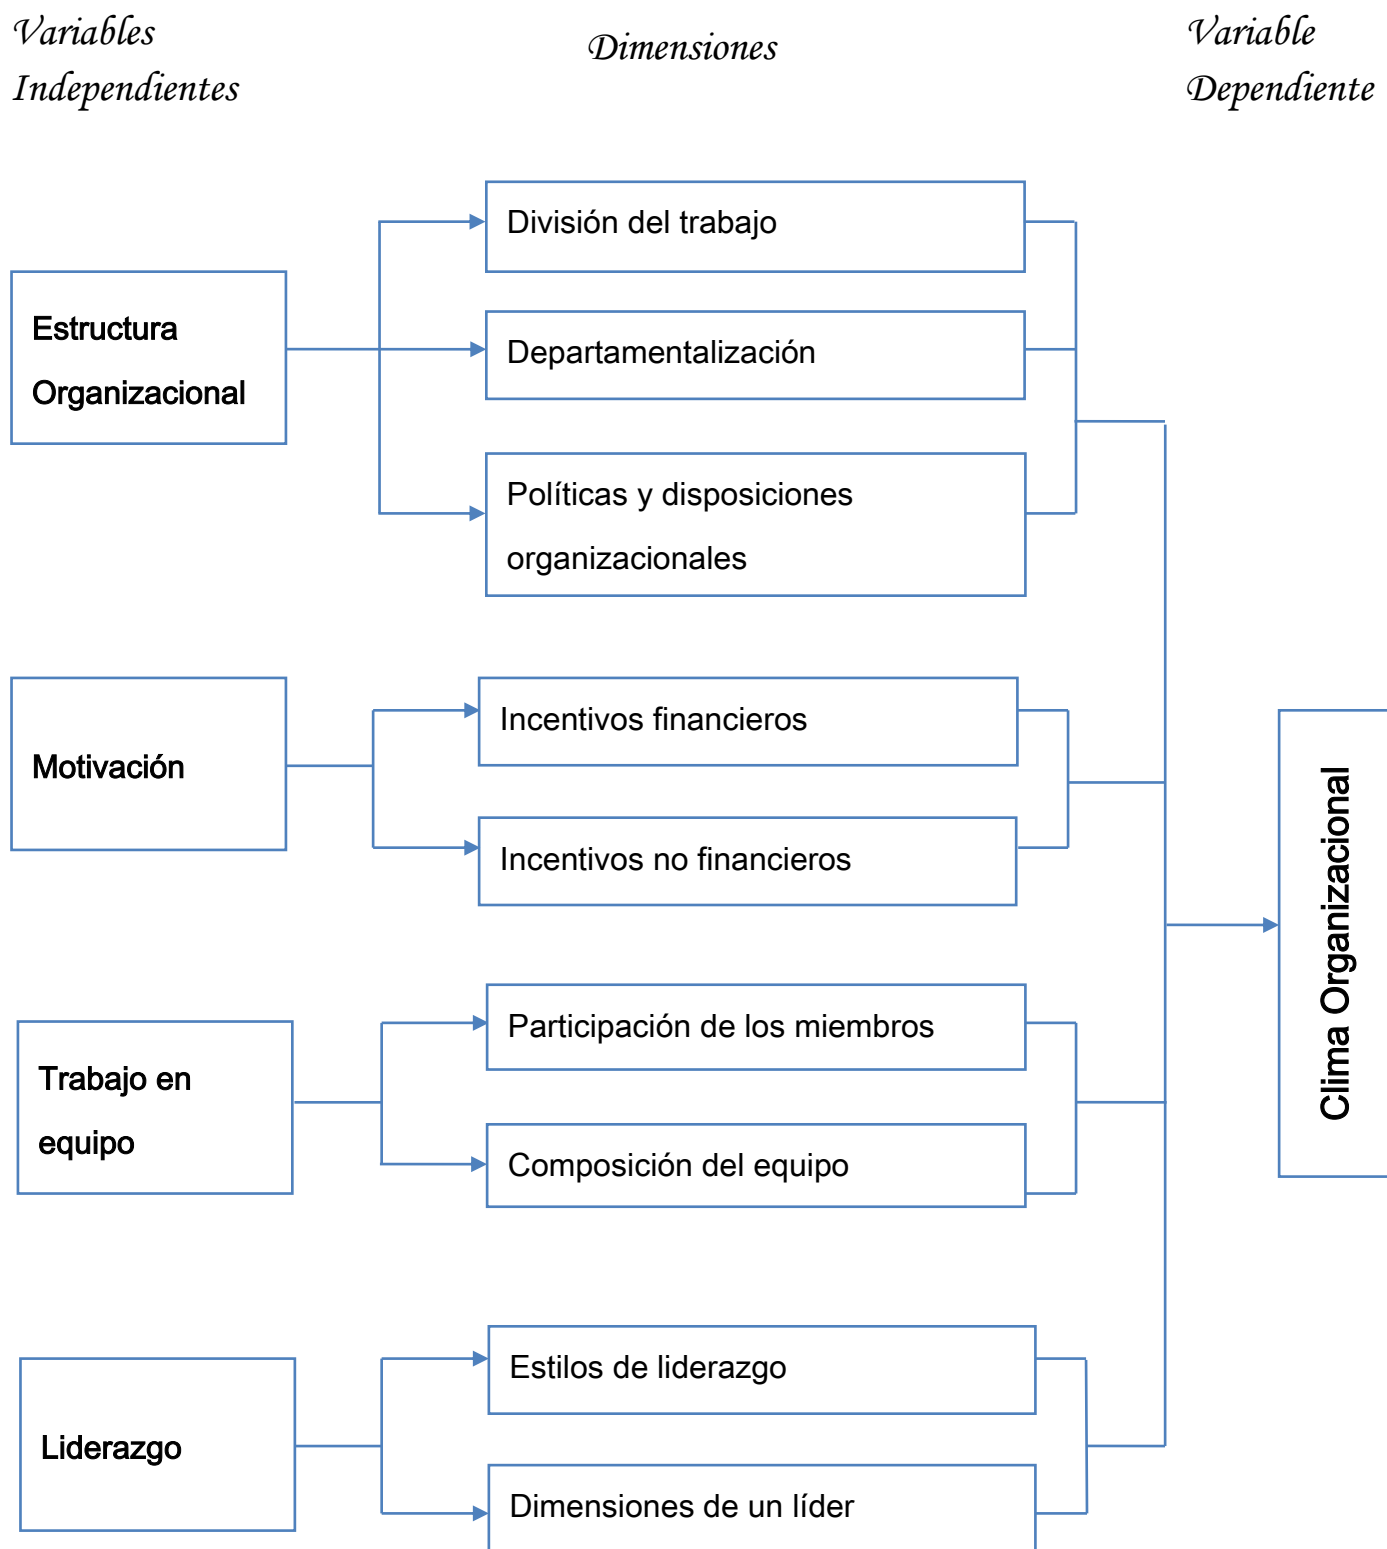 Variables
Independientes
Dimensiones
Variable
Dependiente
División del trabajo
Estructura
Organizacional
Departamentalización
Políticas y disposiciones
organizacionales
Motivación
Incentivos financieros
Incentivos no financieros
Clima Organizacional
Trabajo en
equipo
Participación de los miembros
Composición del equipo
Liderazgo
Estilos de liderazgo
Dimensiones de un líder